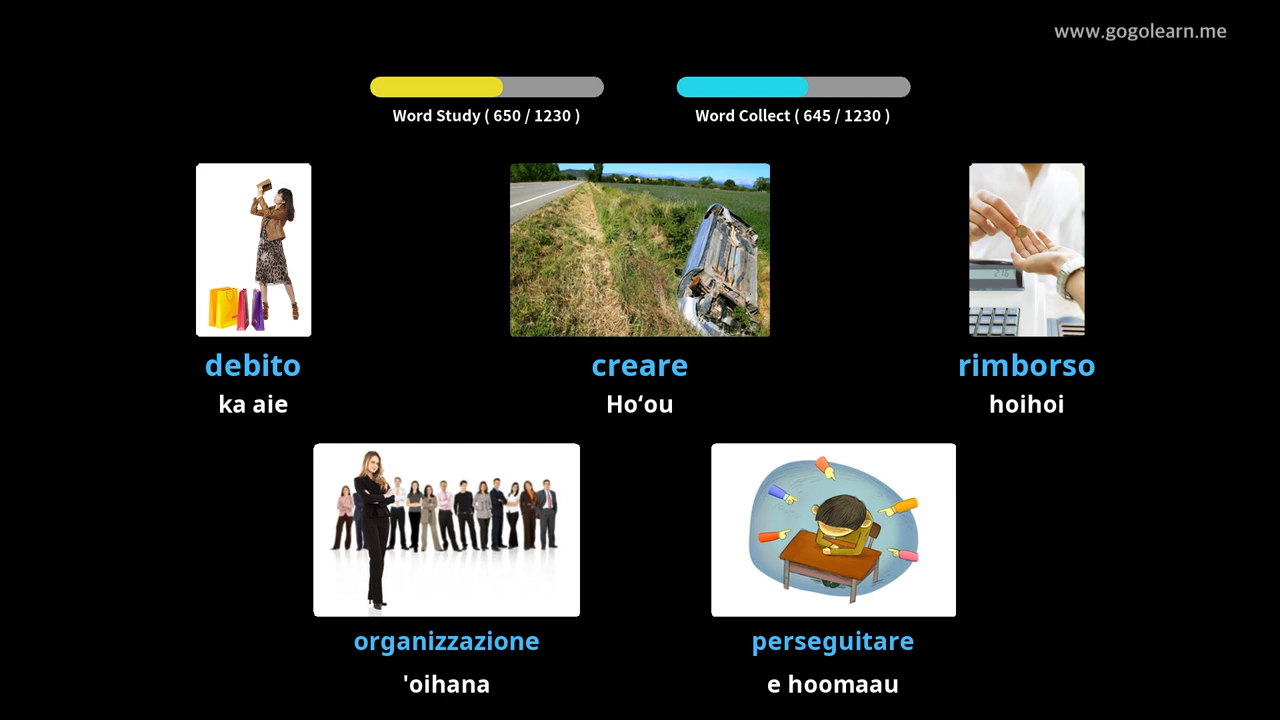 www.gogolearn.me
Word Study ( 650 / 1230 )
Word Collect ( 645 / 1230 )
debito
creare
rimborso
ka aie
Hoʻou
hoihoi
organizzazione
perseguitare
'oihana
e hoomaau